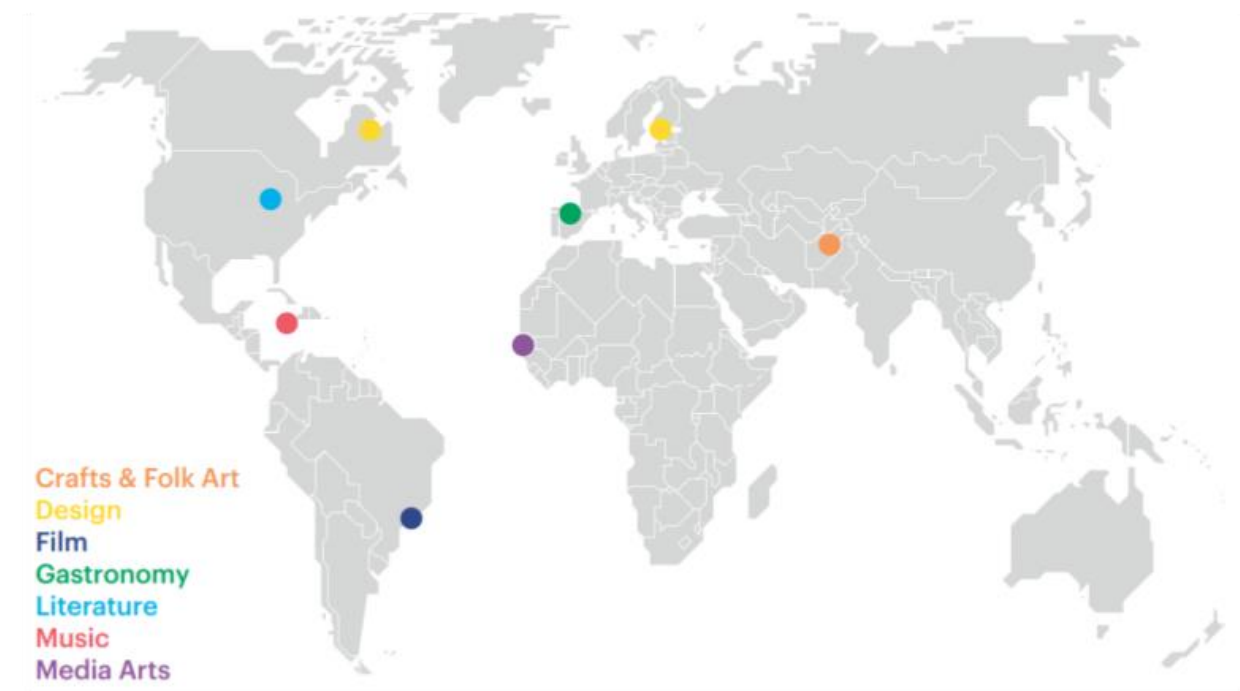 Crafts & Folk Art
Design
Film
Gastronomy
Literature
Music
Media Arts